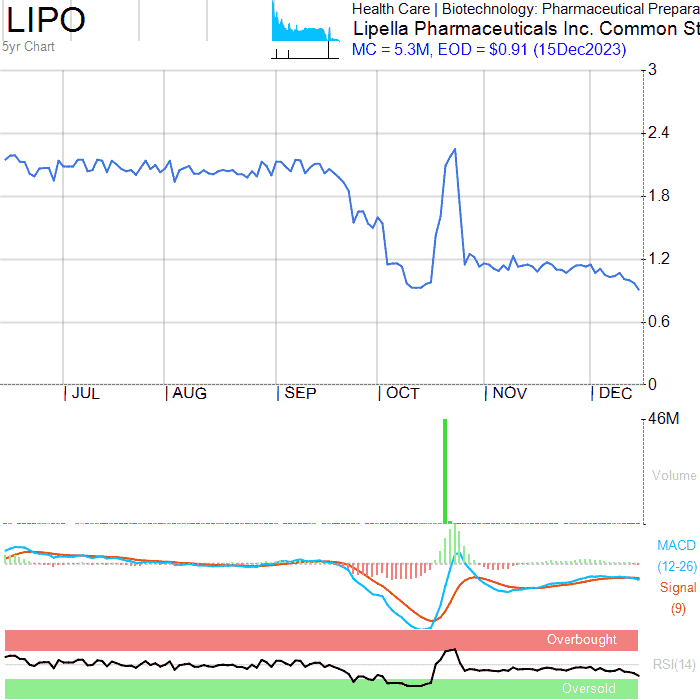 LIPO
5yr Chart
Health Care | Biotechnology: Pharmaceutical Prepara
Lipella Pharmaceuticals Inc. Common St
MC = 5.3M, EOD = $0.91 (15Dec2023)
3
2.4
1.8
1.2
0.6
0
JUL AUG SEP OCT NOV DEC
46M
Volume
MACD
(12-26)
Signal
(9)
Overbought
RSI(14)
Oversold